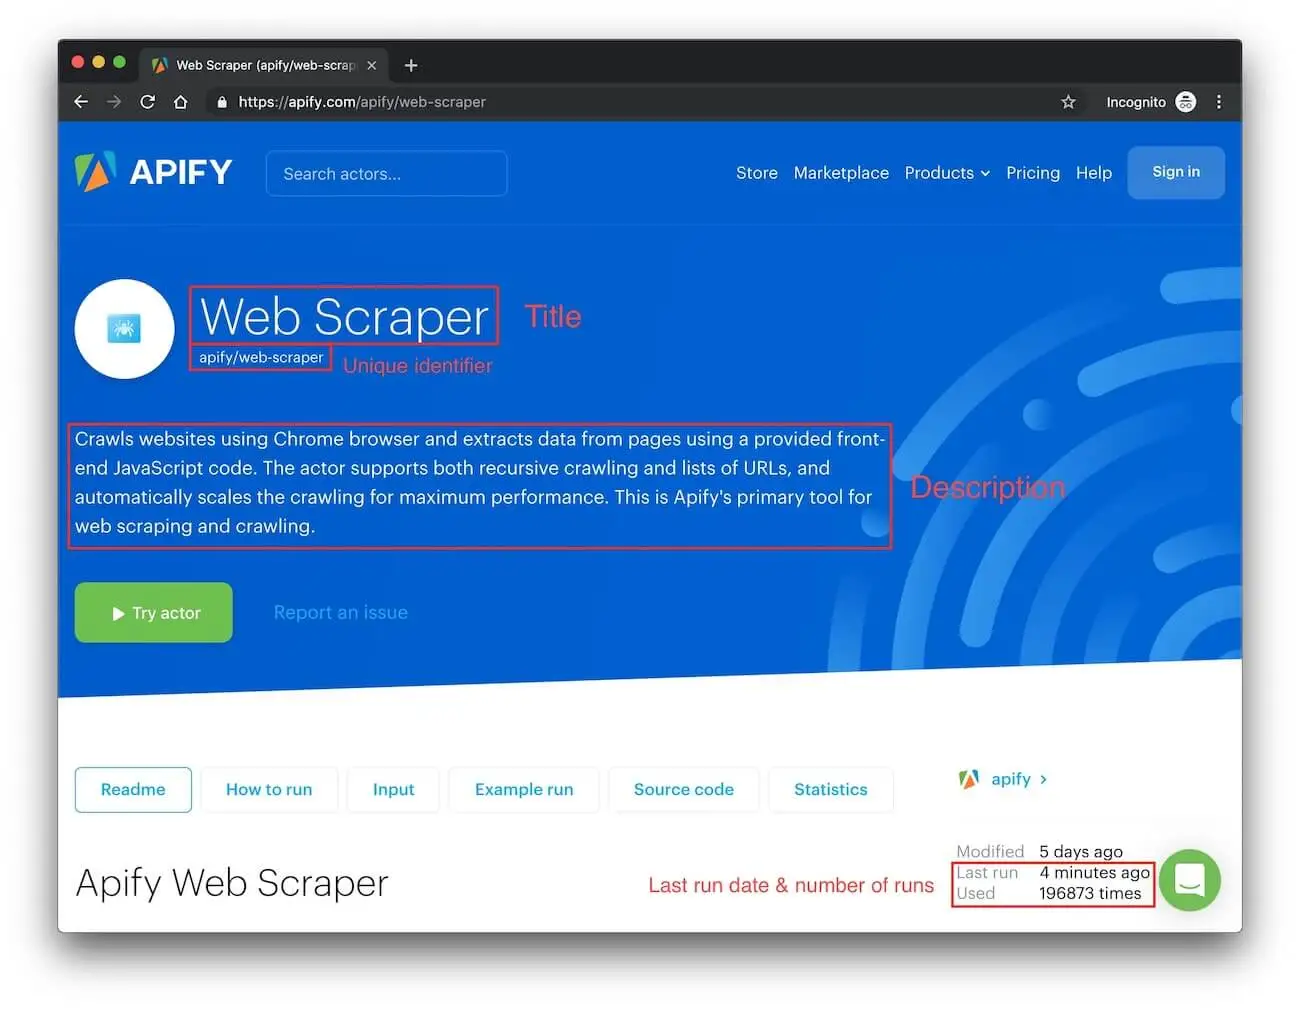 Web Scraper (apify/web-scrap
https://apify.com/apify/web-scraper
Incognito
APIFY
Search actors...
Store Marketplace Products Pricing Help Sign in
Web Scraper
Title
apify/web-scraper
Unique identifier
Crawls websites using Chrome browser and extracts data from pages using a provided front-
end JavaScript code. The actor supports both recursive crawling and lists of URLs, and
automatically scales the crawling for maximum performance. This is Apify's primary tool for
web scraping and crawling.
Description
Try actor
Report an issue
Readme How to run Input Example run Source code Statistics
apify
Apify Web Scraper
Last run date & number of runs
Modified 5 days ago
Last run 4 minutes ago
Used 196873 times